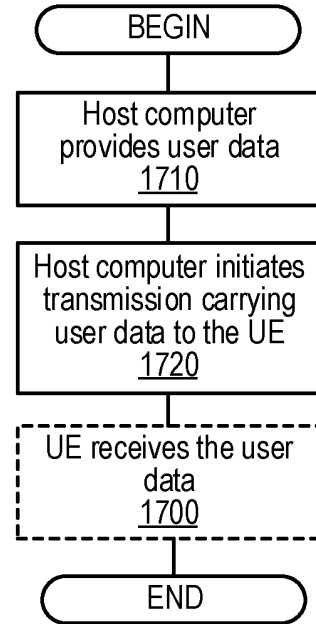 BEGIN
Host computer
provides user data
1710
Host computer initiates
transmission carrying
user data to the UE
1720
UE receives the user
data
1700
END